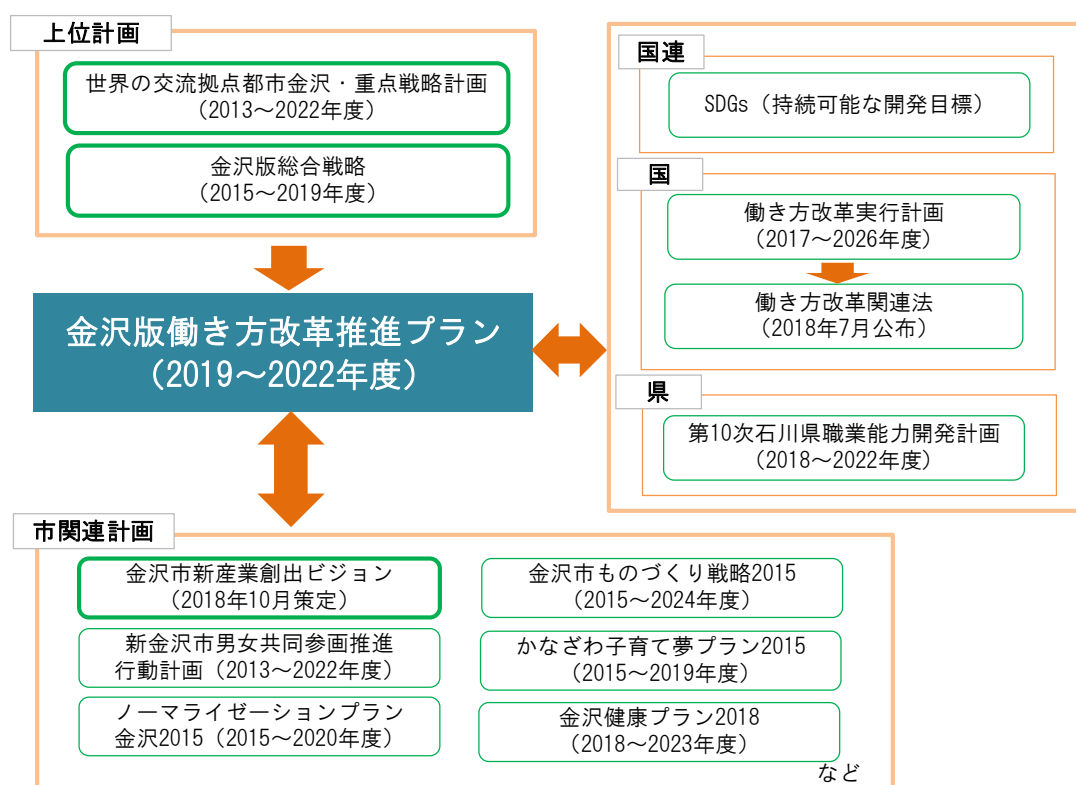 上位計画
世界の交流拠点都市金沢・重点戦略計画
（2013～2022年度）
金沢版総合戦略
（2015～2019年度）
金沢版働き方改革推進プラン
（2019～2022年度）
国連
SDGs（持続可能な開発目標）
国
働き方改革実行計画
（2017～2026年度）
働き方改革関連法
（2018年7月公布）
県
第10次石川県職業能力開発計画
（2018～2022年度）
市関連計画
金沢市新産業創出ビジョン
（2018年10月策定）
新金沢市男女共同参画推進
行動計画（2013～2022年度）
ノーマライゼーションプラン
金沢2015（2015～2020年度）
金沢市ものづくり戦略2015
（2015～2024年度）
かなざわ子育て夢プラン2015
（2015～2019年度）
金沢健康プラン2018
（2018～2023年度）
など